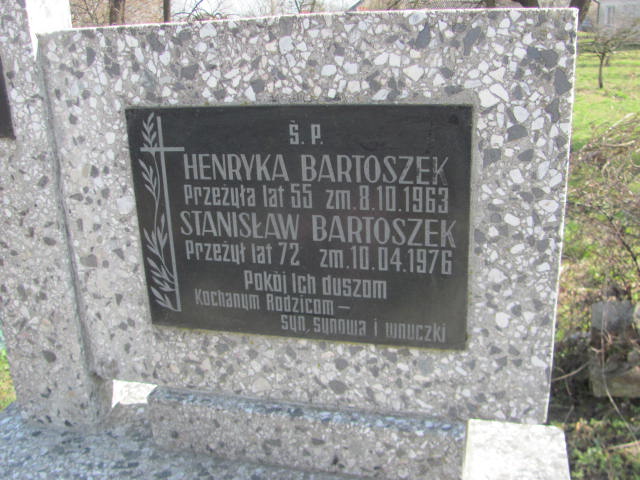 Ś. P.
HENRYKA BARTOSZEK
Przeżyła lat 55 zm. 8.10.1963
STANISŁAW BARTOSZEK
Przeżył lat 72 zm. 10.04.1976
Pokój Ich duszom
Kochanym Rodzicom –
syn, synowa i wnuczki